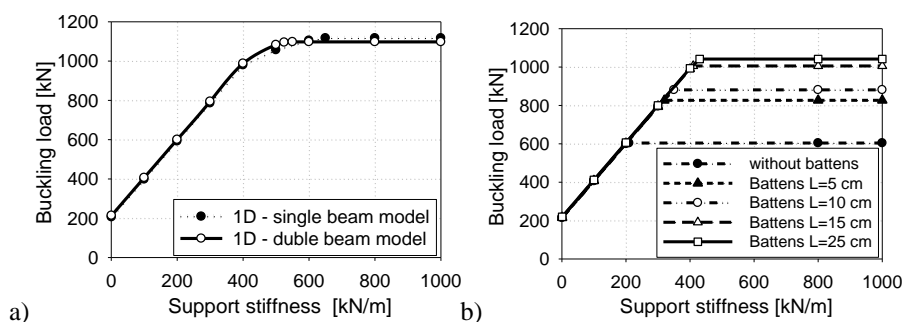 a)
Buckling load [kN]
1200
1000
800
600
400
200
0
0 200 400 600 800 1000
Support stiffness [kN/m]
1D - single beam model
1D - duble beam model
b)
Buckling load [kN]
1200
1000
800
600
400
200
0
0 200 400 600 800 1000
Support stiffness [kN/m]
without battens
Battens L=5 cm
Battens L=10 cm
Battens L=15 cm
Battens L=25 cm